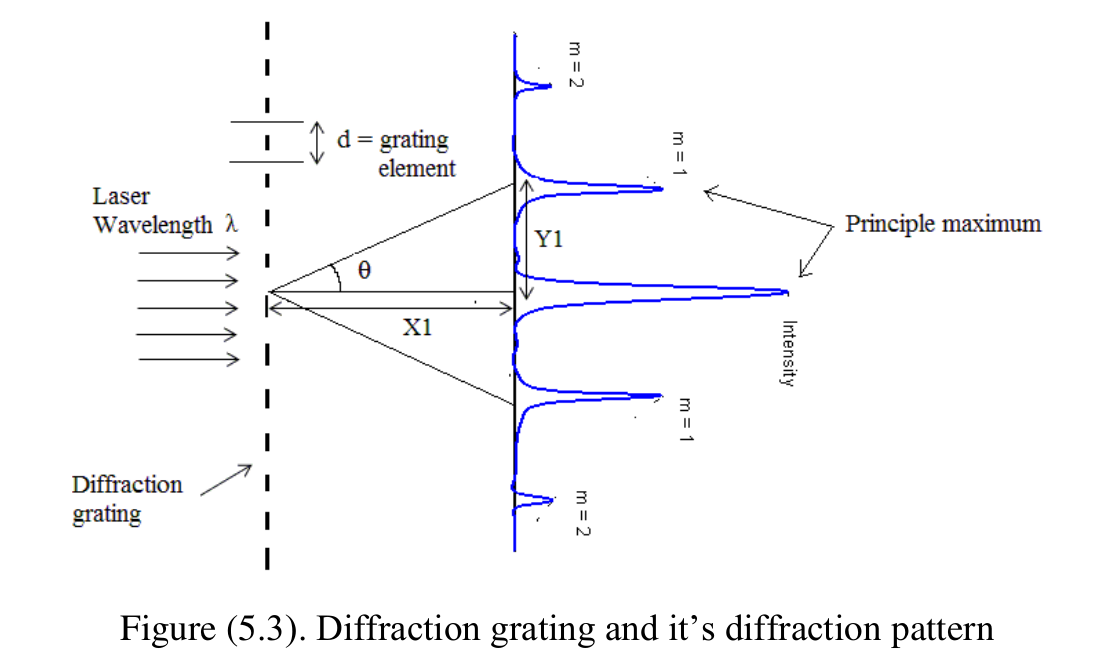 m = 2
d = grating
element
m = 1
Laser
Wavelength λ
Principle maximum
Y1
θ
X1
Intensity
m = 1
Diffraction
grating
m = 2
Figure (5.3). Diffraction grating and it's diffraction pattern